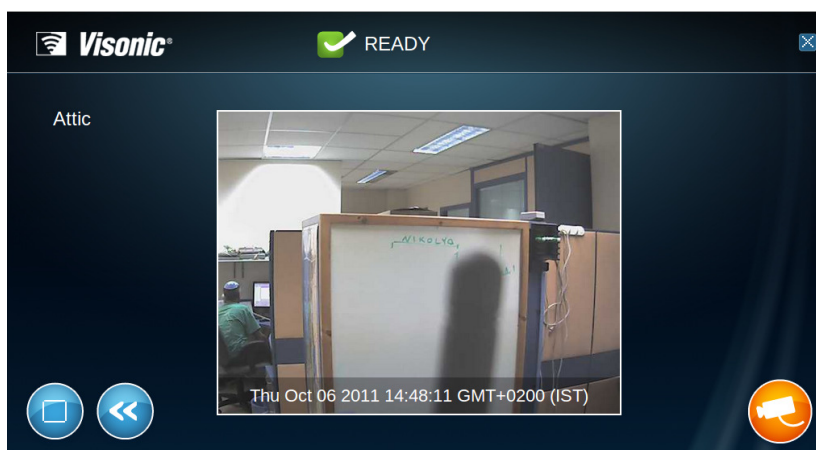 Visonic®
READY
Attic
NIKOLYA
Thu Oct 06 2011 14:48:11 GMT+0200 (IST)